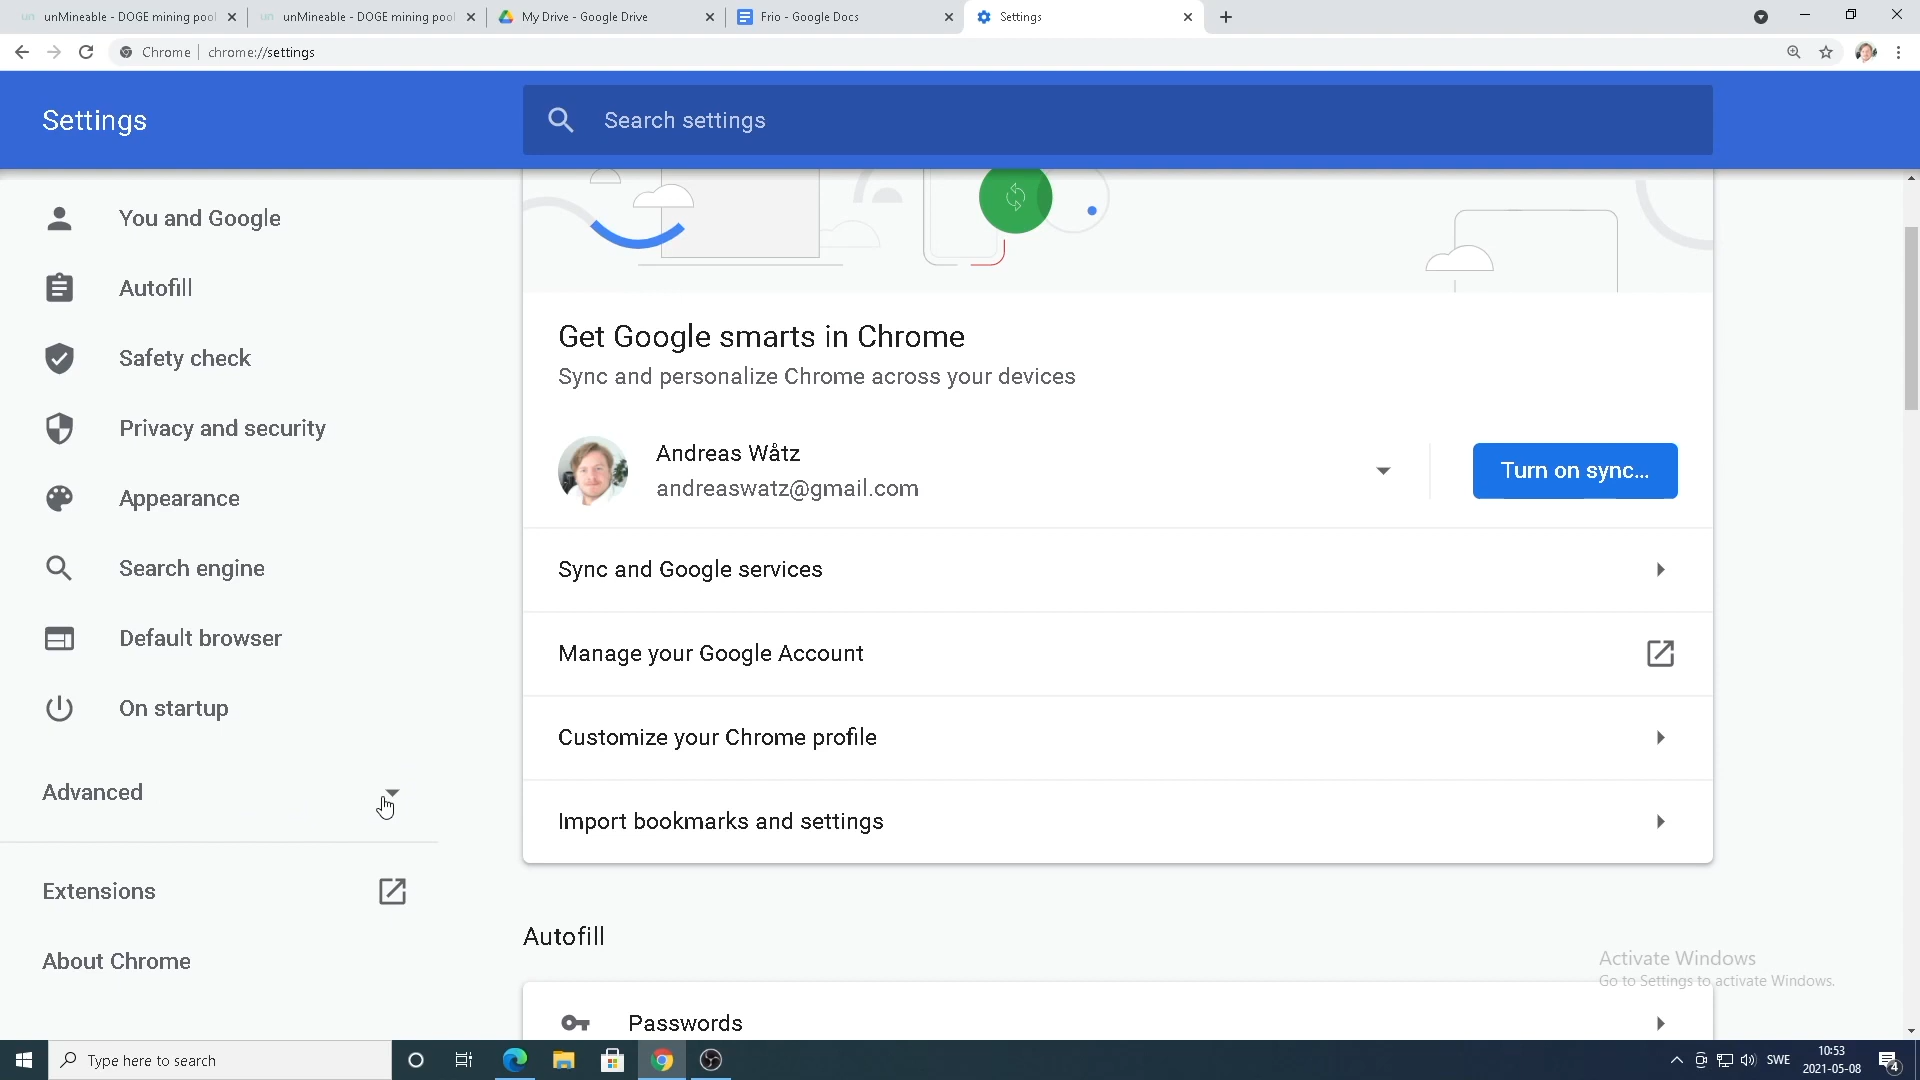 unMineable - DOGE mining pool
unMineable - DOGE mining pool
My Drive - Google Drive
Frio - Google Docs
Settings
Chrome
chrome://settings
Settings
Search settings
You and Google
Autofill
Safety check
Privacy and security
Appearance
Search engine
Default browser
On startup
Advanced
Extensions
About Chrome
Get Google smarts in Chrome
Sync and personalize Chrome across your devices
Andreas Wåtz
andreaswatz@gmail.com
Turn on sync...
Sync and Google services
Manage your Google Account
Customize your Chrome profile
Import bookmarks and settings
Autofill
Passwords
Activate Windows
Go to Settings to activate Windows.
Type here to search
SWE
10:53
2021-05-08
4